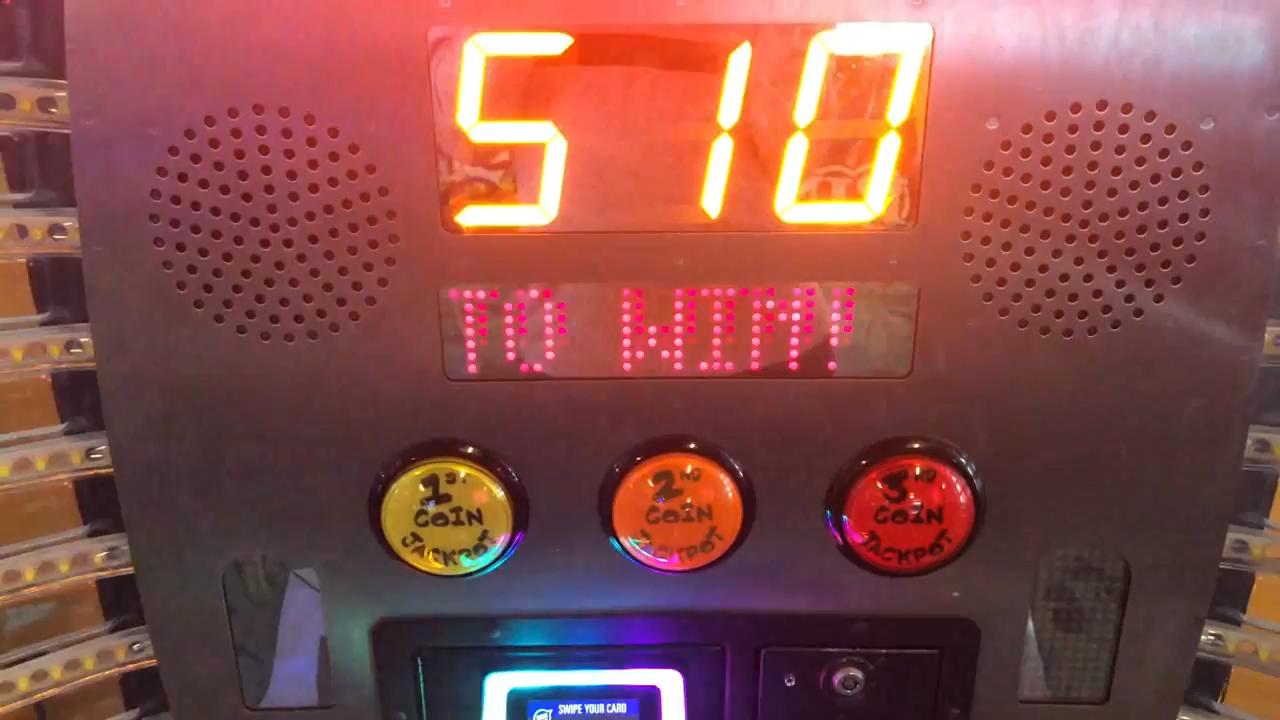 510
TO WIN!
1ST COIN JACKPOT
2ND COIN JACKPOT
3RD COIN JACKPOT
SWIPE YOUR CARD